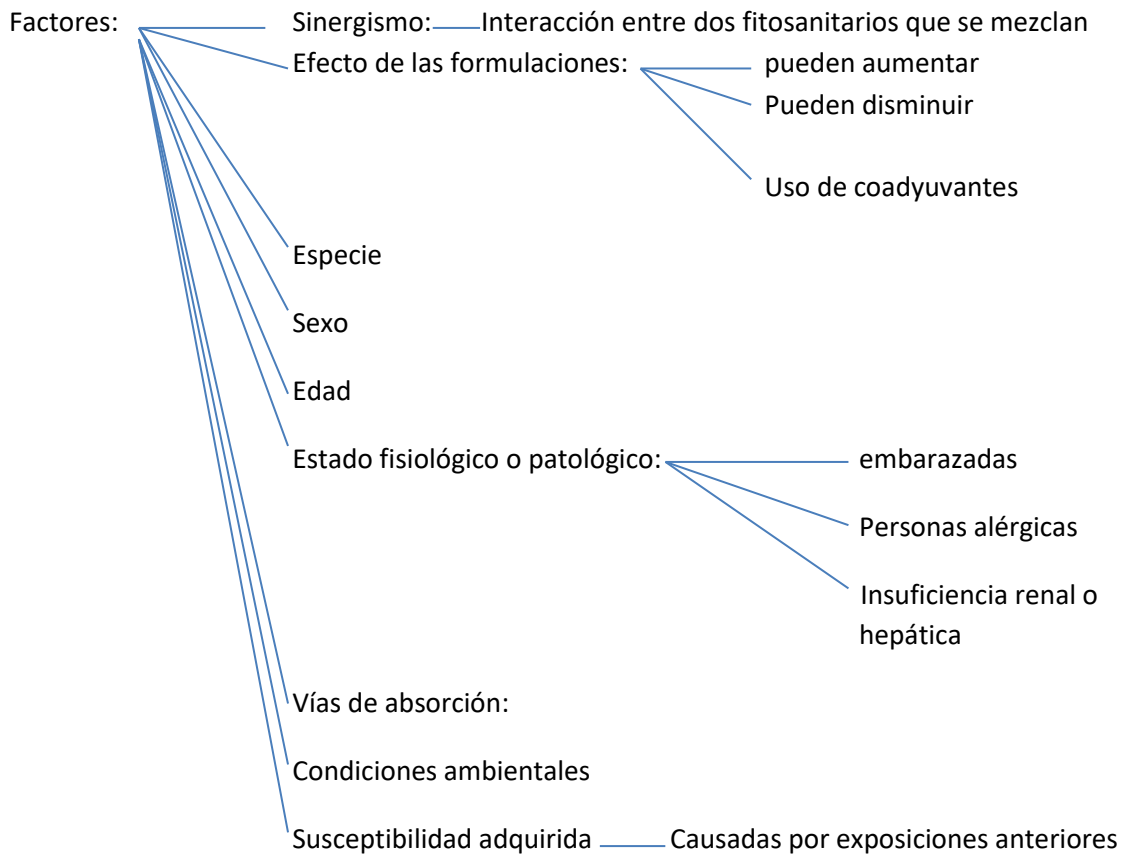 Factores:
Sinergismo: Interacción entre dos fitosanitarios que se mezclan
Efecto de las formulaciones: pueden aumentar
Pueden disminuir
Uso de coadyuvantes
Especie
Sexo
Edad
Estado fisiológico o patológico: embarazadas
Personas alérgicas
Insuficiencia renal o
hepática
Vías de absorción:
Condiciones ambientales
Susceptibilidad adquirida Causadas por exposiciones anteriores